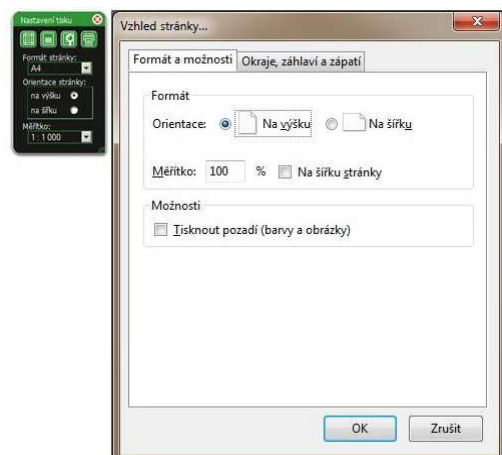 Nastavení tisku
Formát stránky:
A4
Orientace stránky:
na výšku
na šířku
Měřítko:
1: 1 000
Vzhled stránky...
Formát a možnosti
Okraje, záhlaví a zápatí
Formát
Orientace:
Na výšku
Na šířku
Měřítko: 100 %
Na šířku stránky
Možnosti
Tisknout pozadí (barvy a obrázky)
OK
Zrušit